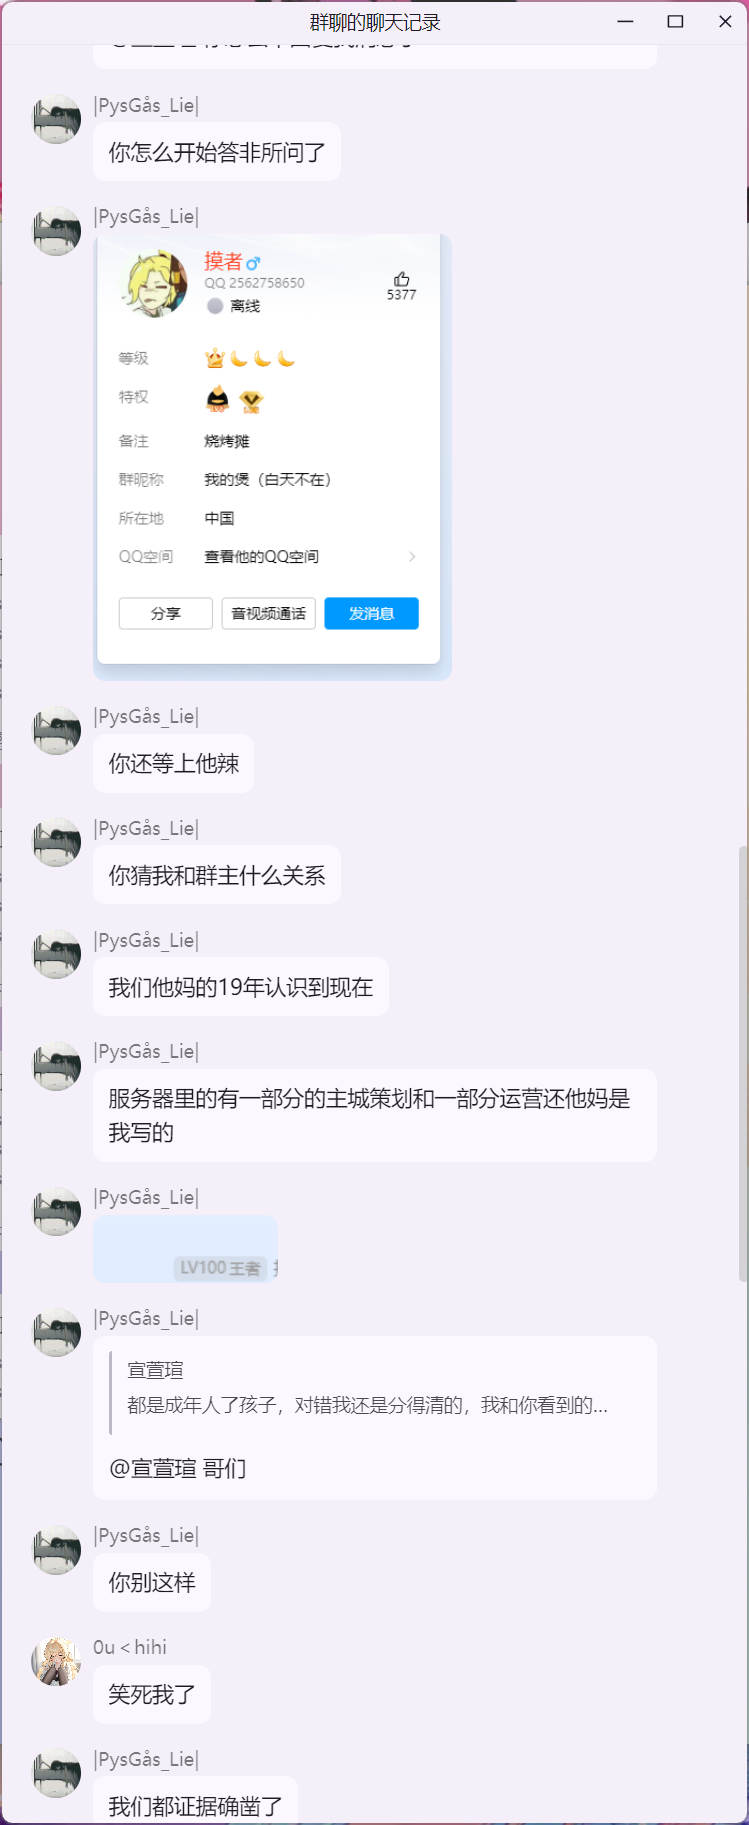 群聊的聊天记录
|PysGås_Lie|
你怎么开始答非所问了
|PysGås_Lie|
摸者
QQ 2562758650
离线
5377
等级
特权
备注 烧烤摊
群昵称 我的煲（白天不在）
所在地 中国
QQ空间 查看他的QQ空间
分享 音视频通话 发消息
|PysGås_Lie|
你还等上他辣
|PysGås_Lie|
你猜我和群主什么关系
|PysGås_Lie|
我们他妈的19年认识到现在
|PysGås_Lie|
服务器里的有一部分的主城策划和一部分运营还他妈是
我写的
|PysGås_Lie|
LV100 王者
|PysGås_Lie|
宣萱瑄
都是成年人了孩子，对错我还是分得清的，我和你看到的...
@宣萱瑄 哥们
|PysGås_Lie|
你别这样
0u < hihi
笑死我了
|PysGås_Lie|
我们都证据确凿了